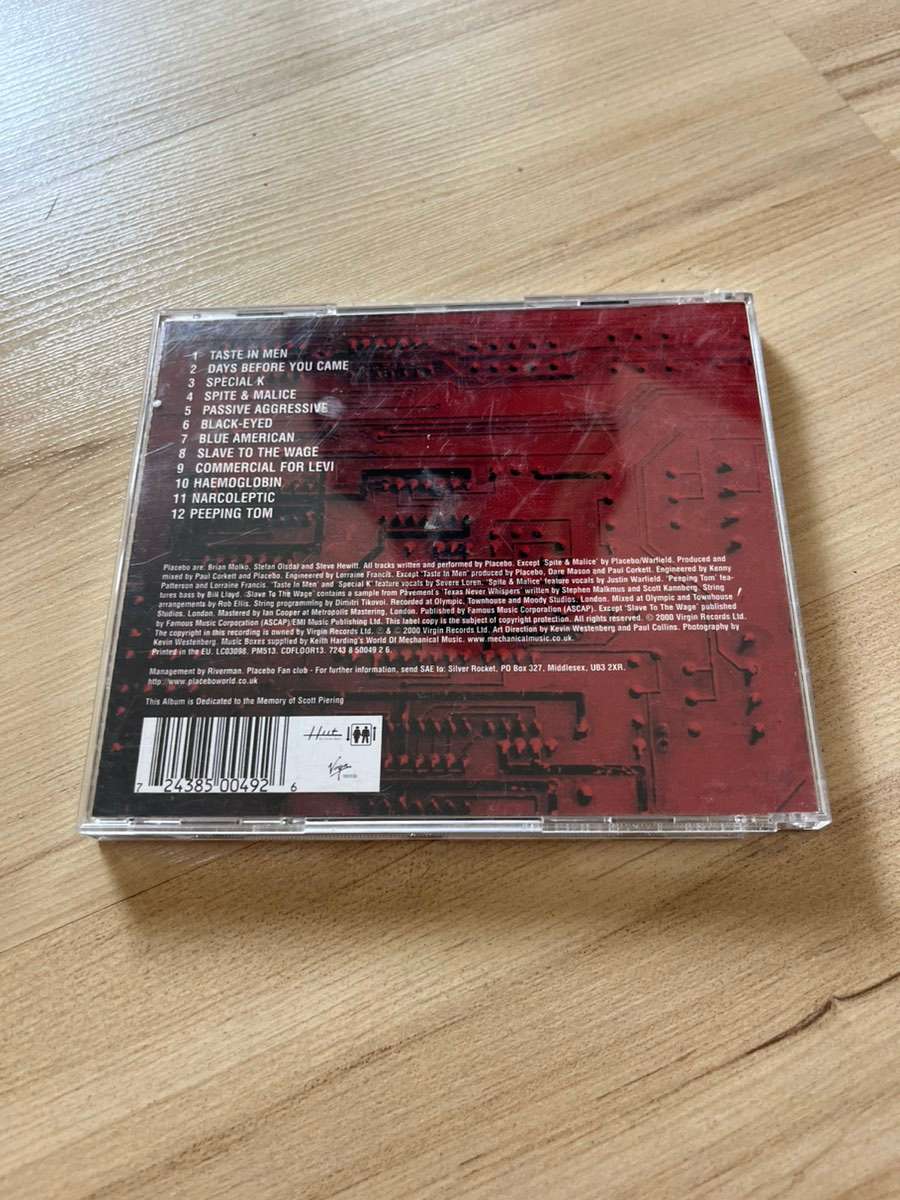 1 TASTE IN MEN
2 DAYS BEFORE YOU CAME
3 SPECIAL K
4 SPITE & MALICE
5 PASSIVE AGGRESSIVE
6 BLACK-EYED
7 BLUE AMERICAN
8 SLAVE TO THE WAGE
9 COMMERCIAL FOR LEVI
10 HAEMOGLOBIN
11 NARCOLEPTIC
12 PEEPING TOM
Placebo are: Brian Molko, Stefan Olsdal and Steve Hewitt. All tracks written and performed by Placebo. Except 'Spite & Malice' by Placebo/Warfield. Produced and
mixed by Paul Corkett and Placebo. Engineered by Lorraine Francis. Except 'Taste In Men' produced by Placebo, Dare Mason and Paul Corkett. Engineered by Kenny
Patterson and Lorraine Francis. 'Taste In Men' and 'Special K' feature vocals by Severe Loren. 'Spite & Malice' feature vocals by Justin Warfield. 'Peeping Tom' fea-
tures bass by Bill Lloyd. 'Slave To The Wage' contains a sample from Pavement's 'Texas Never Whispers' written by Stephen Malkmus and Scott Kannberg. String
arrangements by Rob Ellis. String programming by Dimitri Tikovoi. Recorded at Olympic, Townhouse and Moody Studios, London. Mixed at Olympic and Townhouse
Studios, London. Mastered by Ian Cooper at Metropolis Mastering, London. Published by Famous Music Corporation (ASCAP). Except 'Slave To The Wage' published
by Famous Music Corporation (ASCAP)/EMI Music Publishing Ltd. This label copy is the subject of copyright protection. All rights reserved. © 2000 Virgin Records Ltd.
The copyright in this recording is owned by Virgin Records Ltd. ℗ & © 2000 Virgin Records Ltd. Art Direction by Kevin Westenberg and Paul Collins. Photography by
Kevin Westenberg. Music Boxes supplied by Keith Harding's World Of Mechanical Music. www.mechanicalmusic.co.uk.
Printed in the EU. LC03098. PM513. CDFLOOR13. 7243 8 50049 2 6.
Management by Riverman. Placebo Fan club - For further information, send SAE to: Silver Rocket, PO Box 327, Middlesex, UB3 2XR.
http://www.placeboworld.co.uk
This Album is Dedicated to the Memory of Scott Piering
Hut
Virgin
7 24385 00492 6